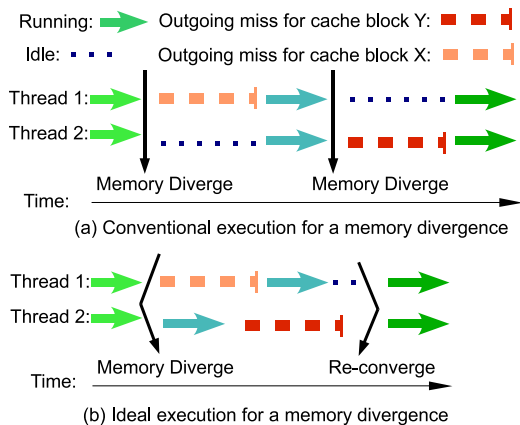 Running: Outgoing miss for cache block Y:
Idle: Outgoing miss for cache block X:
Thread 1:
Thread 2:
Memory Diverge Memory Diverge
Time:
(a) Conventional execution for a memory divergence
Thread 1:
Thread 2:
Memory Diverge Re-converge
Time:
(b) Ideal execution for a memory divergence